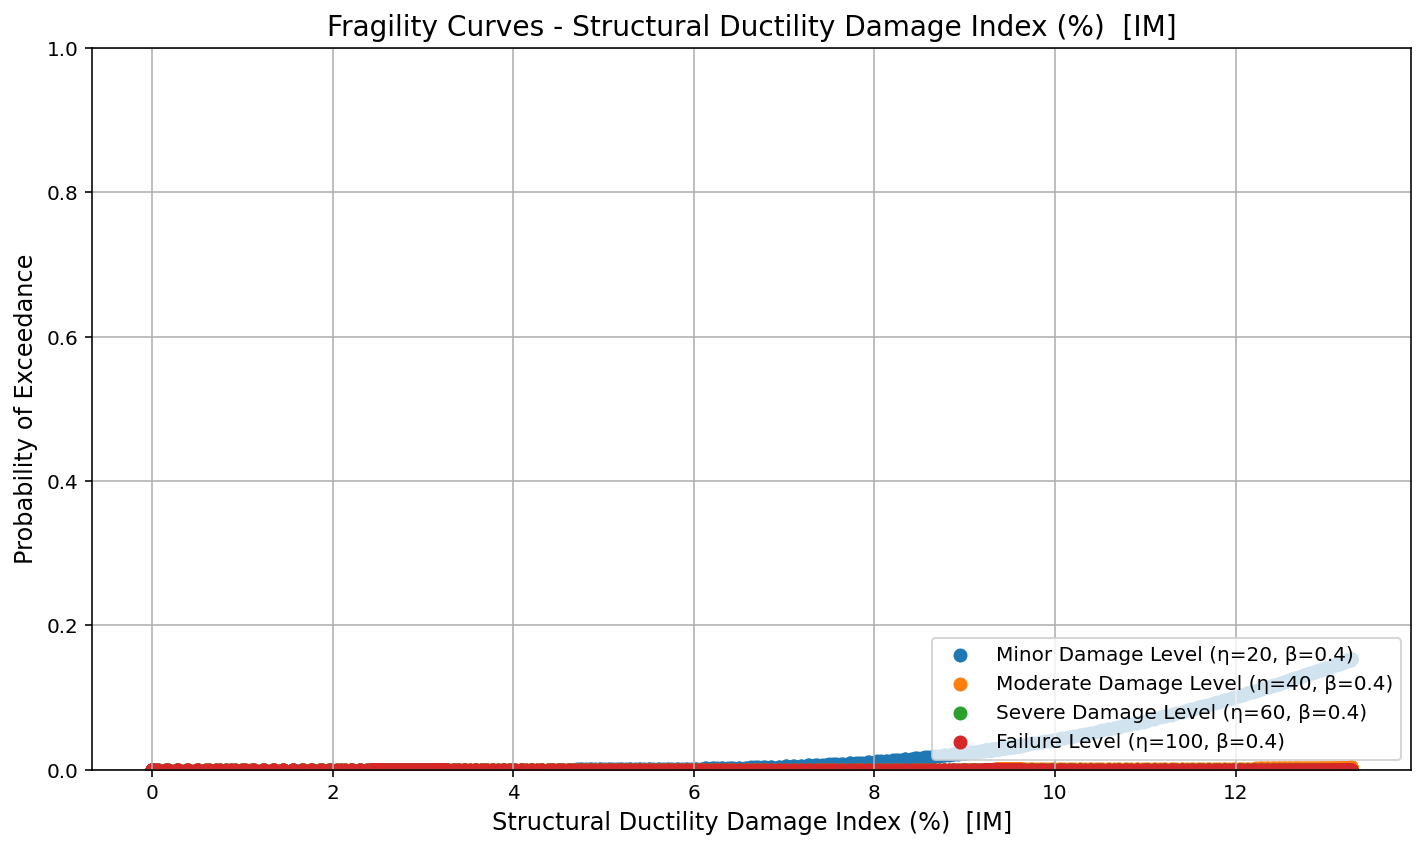 Fragility Curves - Structural Ductility Damage Index (%)  [IM]
1.0
0.8
0.6
0.4
0.2
0.0
Probability of Exceedance
Minor Damage Level (η=20, β=0.4)
Moderate Damage Level (η=40, β=0.4)
Severe Damage Level (η=60, β=0.4)
Failure Level (η=100, β=0.4)
0 2 4 6 8 10 12
Structural Ductility Damage Index (%)  [IM]